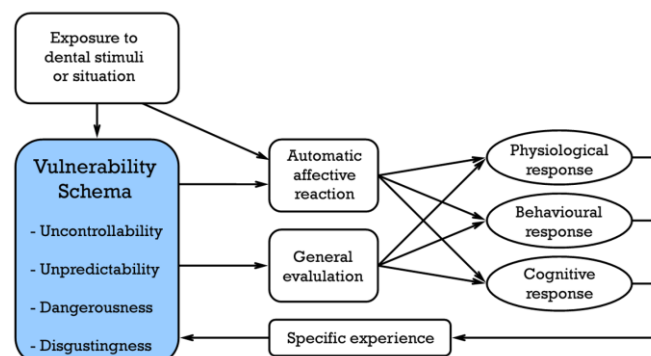 Exposure to
dental stimuli
or situation
Vulnerability
Schema
- Uncontrollability
- Unpredictability
- Dangerousness
- Disgustingness
Automatic
affective
reaction
General
evalulation
Specific experience
Physiological
response
Behavioural
response
Cognitive
response